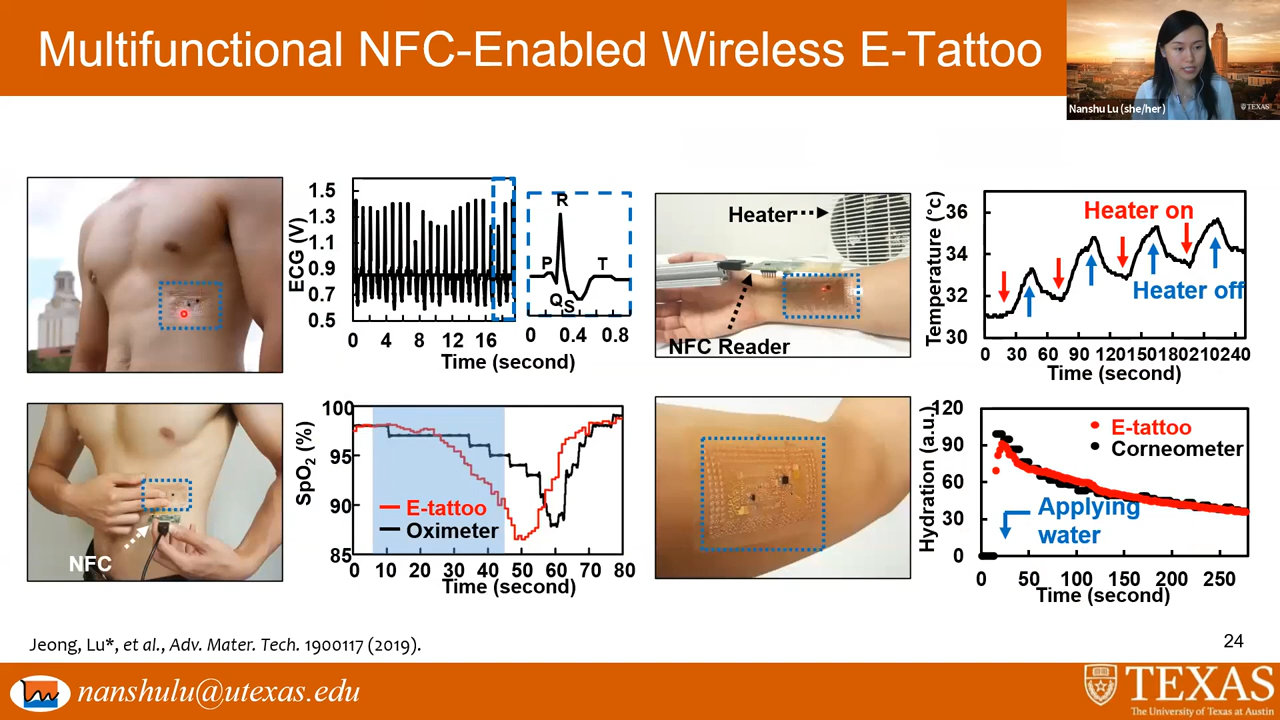 Multifunctional NFC-Enabled Wireless E-Tattoo
Nanshu Lu (she/her)
TEXAS
ECG (V)
1.5
1.3
1.1
0.9
0.7
0.5
0 4 8 12 16
R
P
T
Q
S
0 0.4 0.8
Time (second)
Heater
NFC Reader
Temperature (°c)
36
34
32
30
Heater on
Heater off
0 30 60 90 120 150 180 210 240
Time (second)
NFC
SpO2 (%)
100
95
90
85
E-tattoo
Oximeter
0 10 20 30 40 50 60 70 80
Time (second)
Hydration (a.u.)
120
90
60
30
0
E-tattoo
Corneometer
Applying
water
0 50 100 150 200 250
Time (second)
Jeong, Lu*, et al., Adv. Mater. Tech. 1900117 (2019).
24
nanshulu@utexas.edu
TEXAS
The University of Texas at Austin